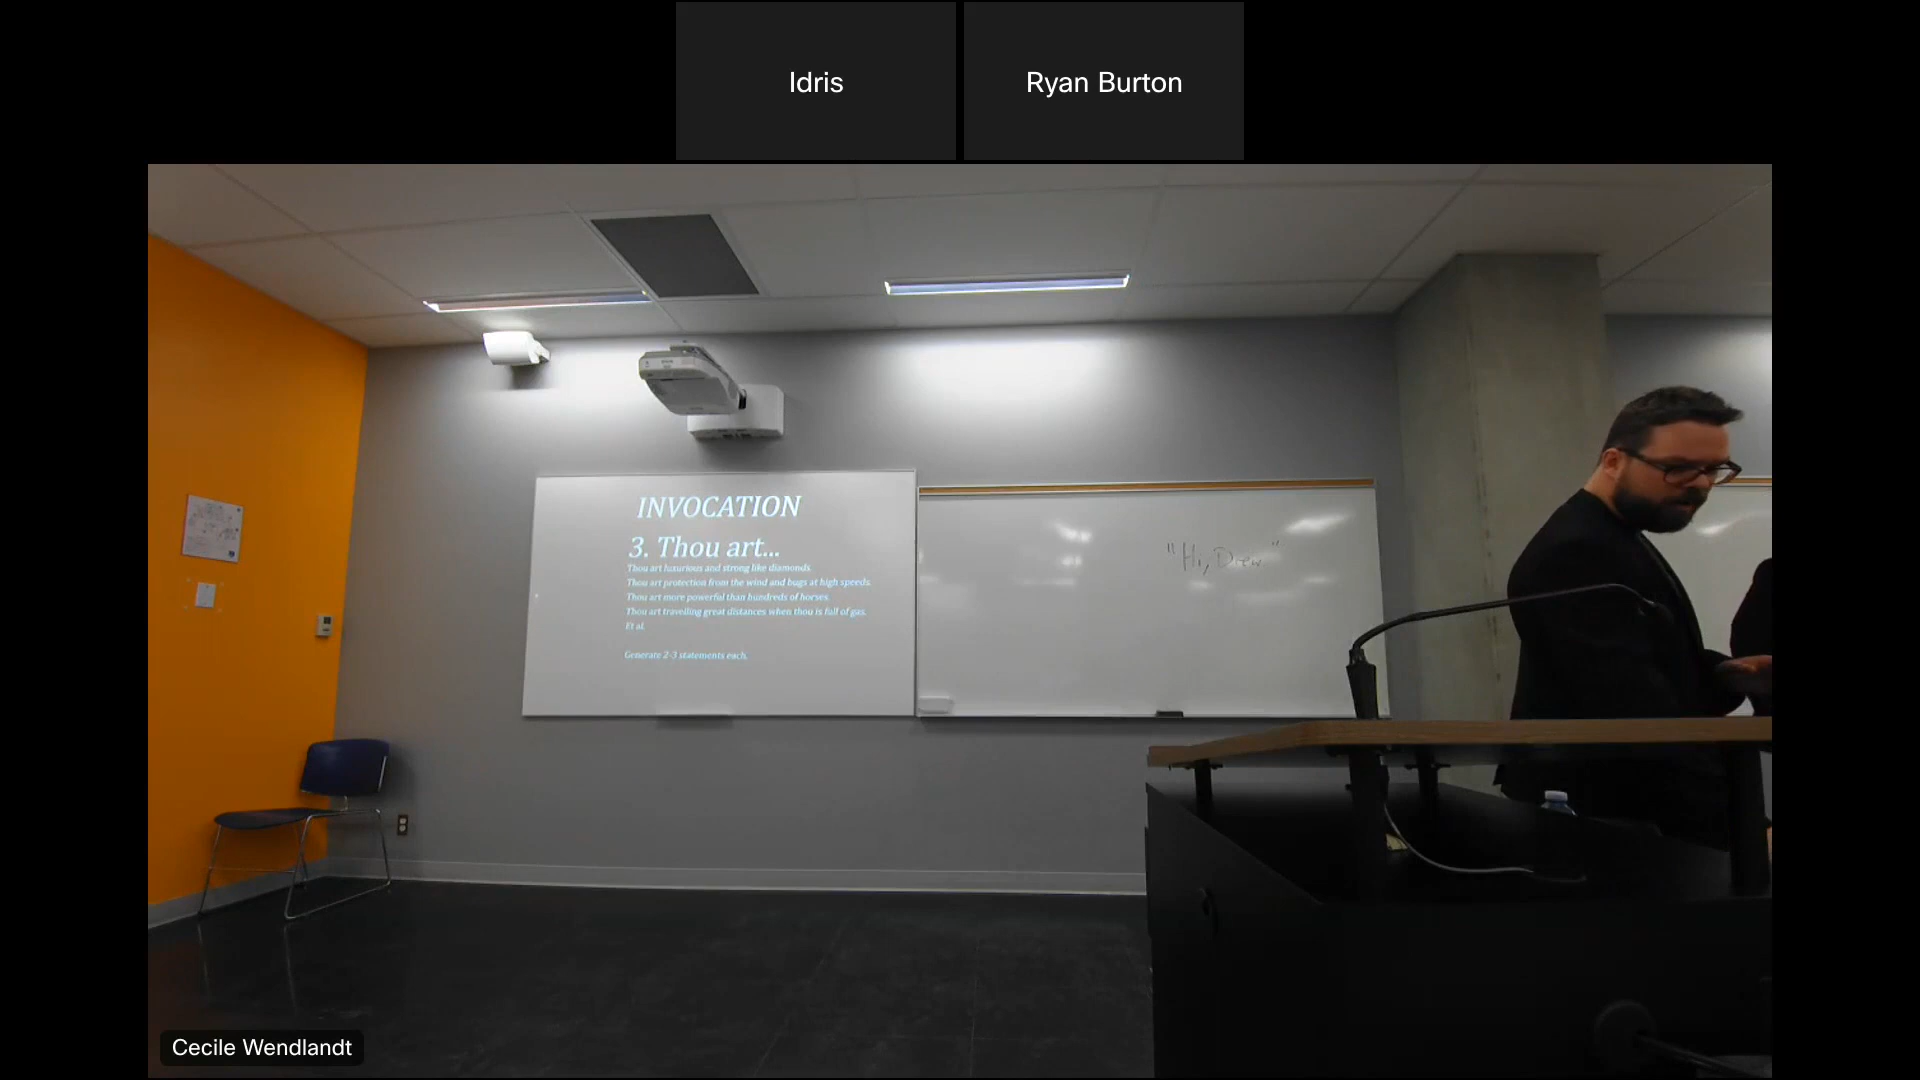 Idris
Ryan Burton
INVOCATION
3. Thou art...
Thou art luxurious and strong like diamonds.
Thou art protection from the wind and bugs at high speeds.
Thou art more powerful than hundreds of horses.
Thou art travelling great distances when thou is full of gas.
Et al.
Generate 2-3 statements each.
"Hi, Drew"
Cecile Wendlandt